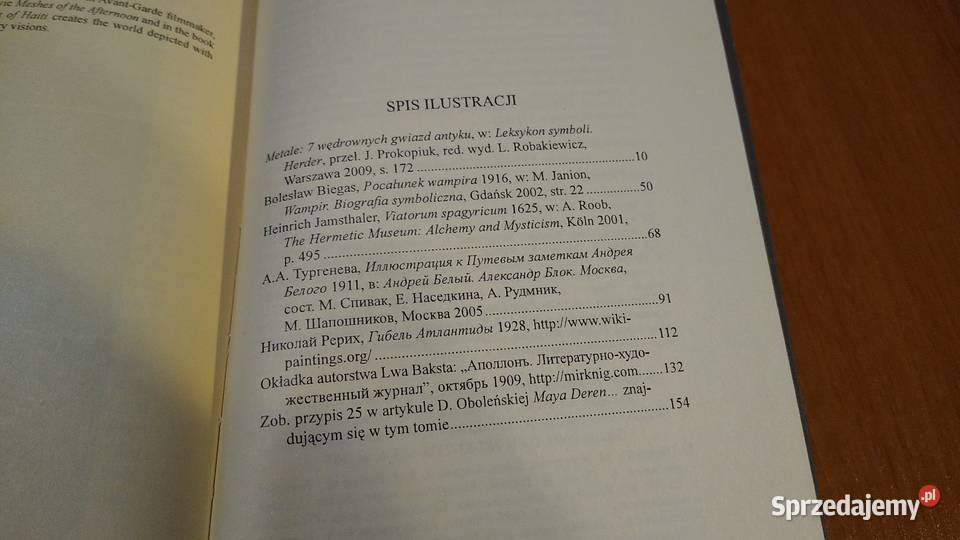 Avant-Garde filmmaker,
Meshes of the Afternoon and in the book
of Haiti creates the world depicted with
visions.
SPIS ILUSTRACJI
Metale: 7 wędrownych gwiazd antyku, w: Leksykon symboli.
Herder, przeł. J. Prokopiuk, red. wyd. L. Robakiewicz,
Warszawa 2009, s. 172 ........10
Bolesław Biegas, Pocałunek wampira 1916, w: M. Janion,
Wampir. Biografia symboliczna, Gdańsk 2002, str. 22 ........50
Heinrich Jamsthaler, Viatorum spagyricum 1625, w: A. Roob,
The Hermetic Museum: Alchemy and Mysticism, Köln 2001,
p. 495 ........68
А.А. Тургенева, Иллюстрация к Путевым заметкам Андрея
Белого 1911, в: Андрей Белый. Александр Блок. Москва,
сост. М. Спивак, Е. Наседкина, А. Рудмник,
М. Шапошников, Москва 2005 ........91
Николай Рерих, Гибель Атлантиды 1928, http://www.wiki-
paintings.org/ ........112
Okładka autorstwa Lwa Baksta: „Аполлонъ. Литературно-худо-
жественный журнал”, октябрь 1909, http://mirknig.com.......132
Zob. przypis 25 w artykule D. Oboleńskiej Maya Deren... znaj-
dującym się w tym tomie ........154
Sprzedajemy.pl